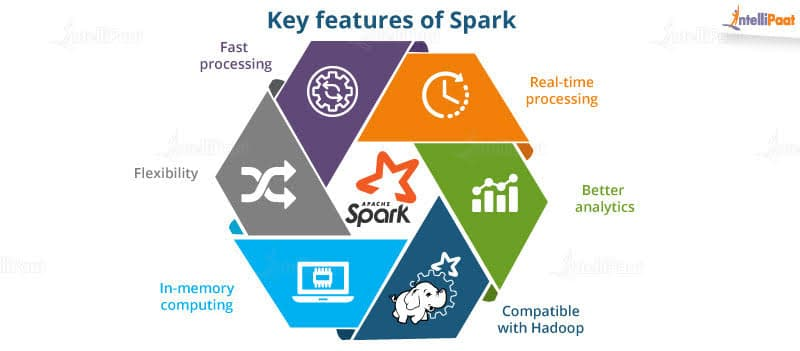 Key features of Spark
IntelliPaat
Fast
processing
Real-time
processing
Flexibility
APACHE
Spark
Better
analytics
In-memory
computing
Compatible
with Hadoop